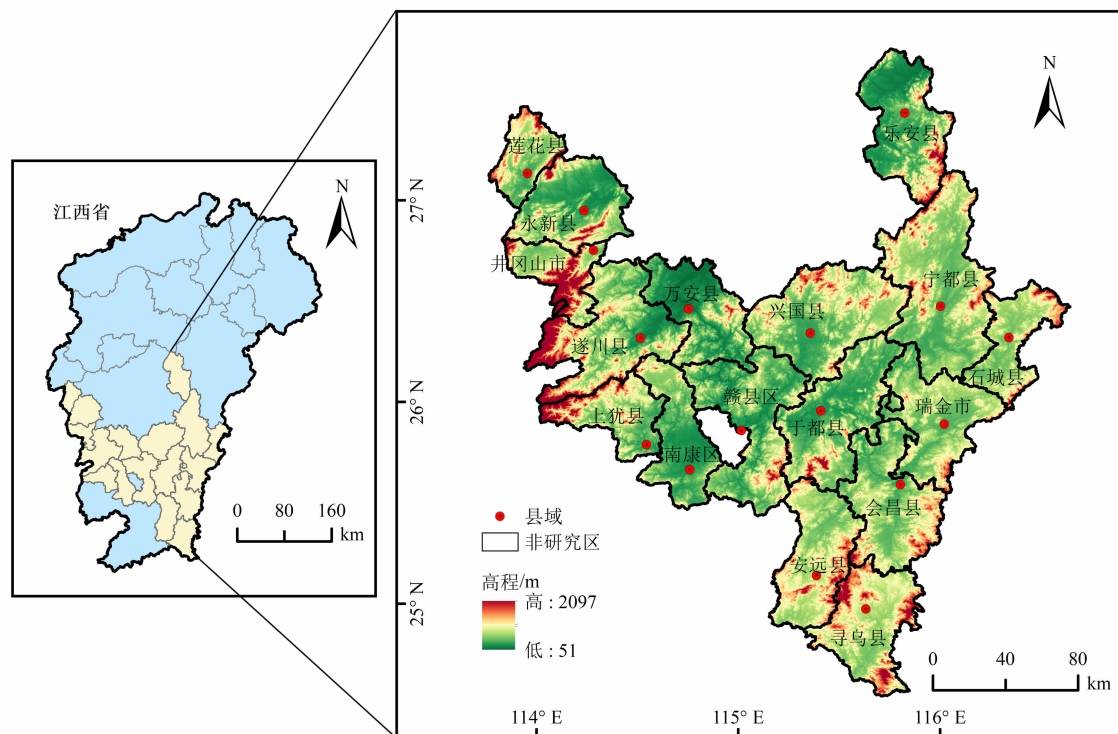 江西省
N
0 80 160
km
N
27° N
26° N
25° N
114° E
115° E
116° E
乐安县
莲花县
永新县
井冈山市
万安县
遂川县
兴国县
宁都县
石城县
赣县区
上犹县
南康区
于都县
瑞金市
会昌县
安远县
寻乌县
县域
非研究区
高程/m
高 : 2097
低 : 51
0 40 80
km